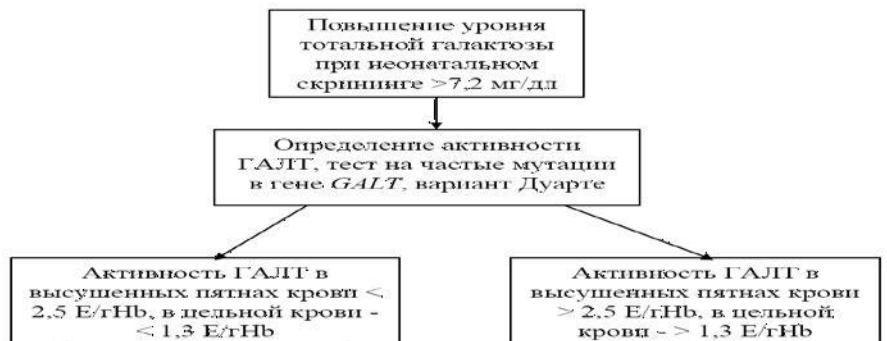 Повышение уровня
тотальной галактозы
при неонатальном
скрининге >7,2 мг/дл
Определение активности
ГАЛТ, тест на частые мутации
в гене GALT, вариант Дуарте
Активность ГАЛТ в
высушенных пятнах крови <
2,5 Е/гHb, в цельной крови -
< 1,3 Е/гHb
Активность ГАЛТ в
высушенных пятнах крови
> 2,5 Е/гHb, в цельной
крови - > 1,3 Е/гHb